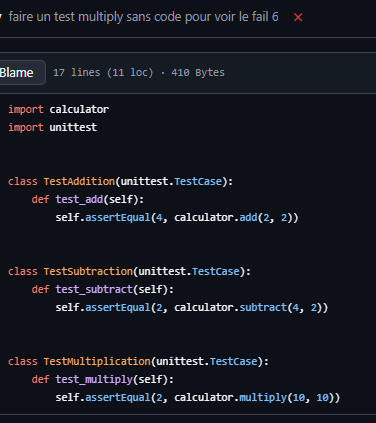 faire un test multiply sans code pour voir le fail 6
Blame 17 lines (11 loc) · 410 Bytes
import calculator
import unittest
class TestAddition(unittest.TestCase):
def test_add(self):
self.assertEqual(4, calculator.add(2, 2))
class TestSubtraction(unittest.TestCase):
def test_subtract(self):
self.assertEqual(2, calculator.subtract(4, 2))
class TestMultiplication(unittest.TestCase):
def test_multiply(self):
self.assertEqual(2, calculator.multiply(10, 10))